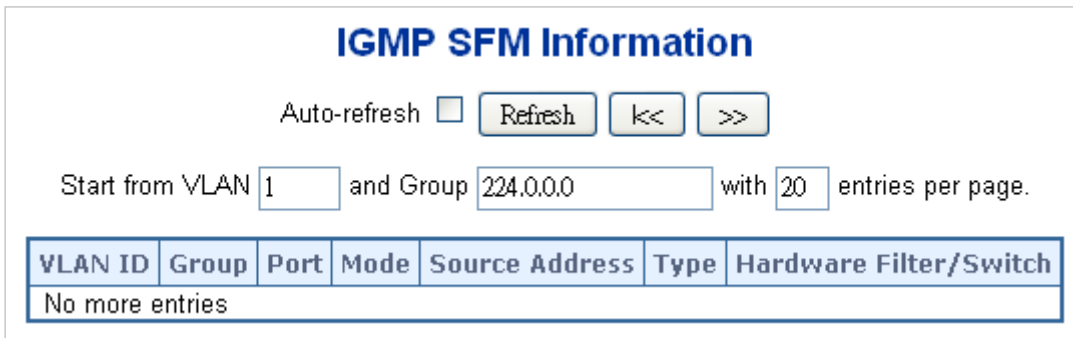 IGMP SFM Information
Auto-refresh Refresh |<< >>
Start from VLAN 1 and Group 224.0.0.0 with 20 entries per page.
VLAN ID Group Port Mode Source Address Type Hardware Filter/Switch
No more entries